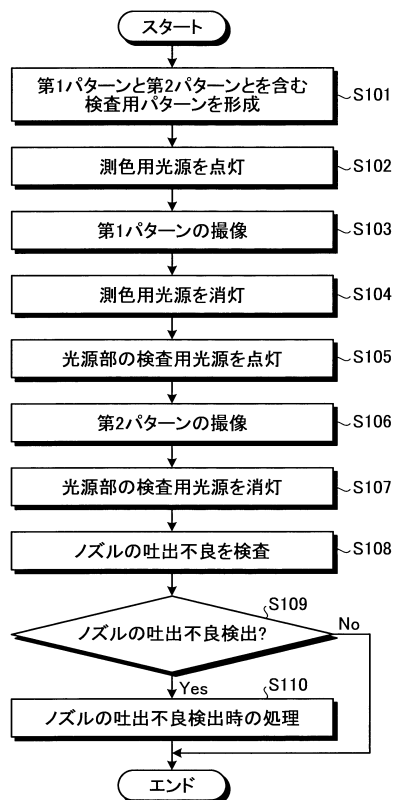 スタート
第1パターンと第2パターンとを含む
検査用パターンを形成
S101
測色用光源を点灯
S102
第1パターンの撮像
S103
測色用光源を消灯
S104
光源部の検査用光源を点灯
S105
第2パターンの撮像
S106
光源部の検査用光源を消灯
S107
ノズルの吐出不良を検査
S108
S109
ノズルの吐出不良検出?
No
Yes
S110
ノズルの吐出不良検出時の処理
エンド